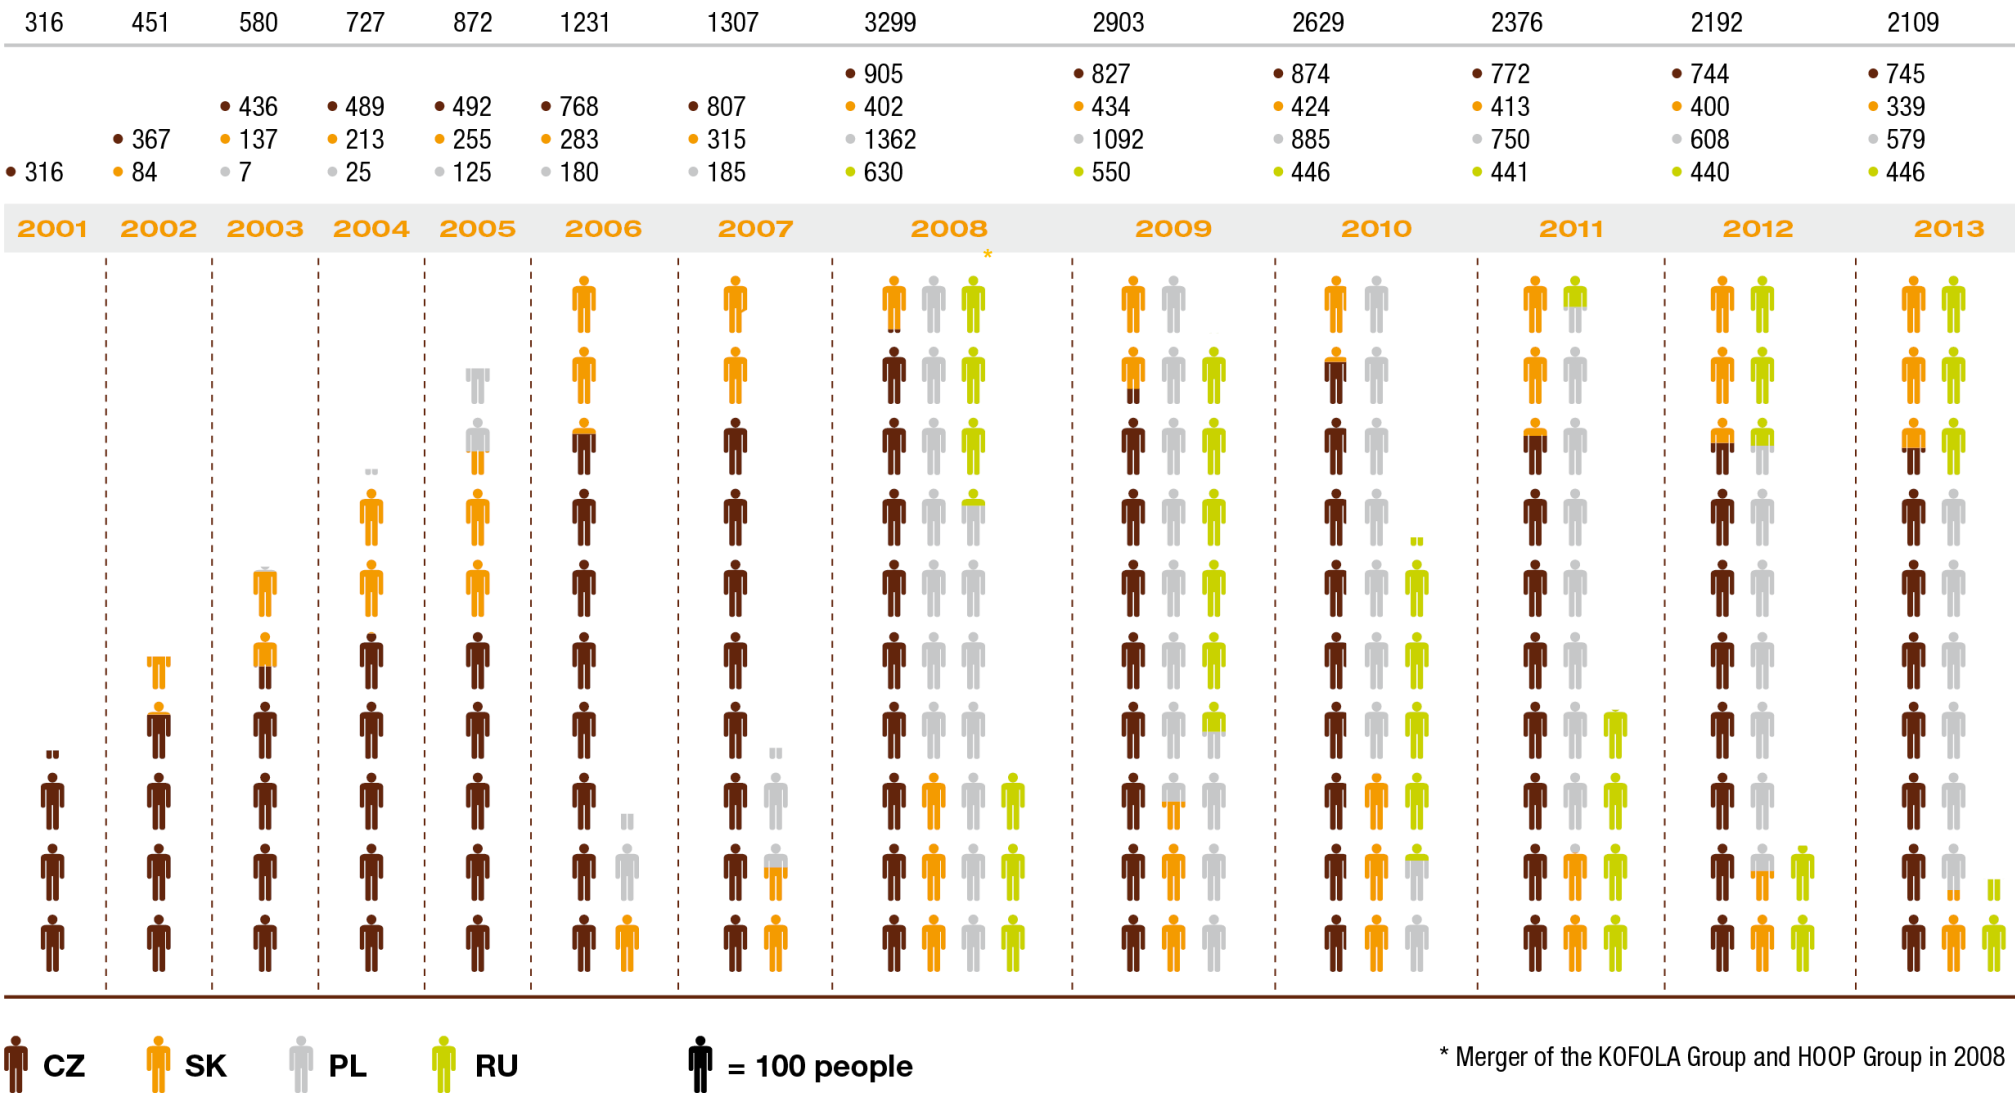 316 451 580 727 872 1231 1307 3299 2903 2629 2376 2192 2109
905 827 874 772 744 745
436 489 492 768 807 402 434 424 413 400 339
367 137 213 255 283 315 1362 1092 885 750 608 579
316 84 7 25 125 180 185 630 550 446 441 440 446
2001 2002 2003 2004 2005 2006 2007 2008 2009 2010 2011 2012 2013
*
CZ SK PL RU = 100 people
* Merger of the KOFOLA Group and HOOP Group in 2008